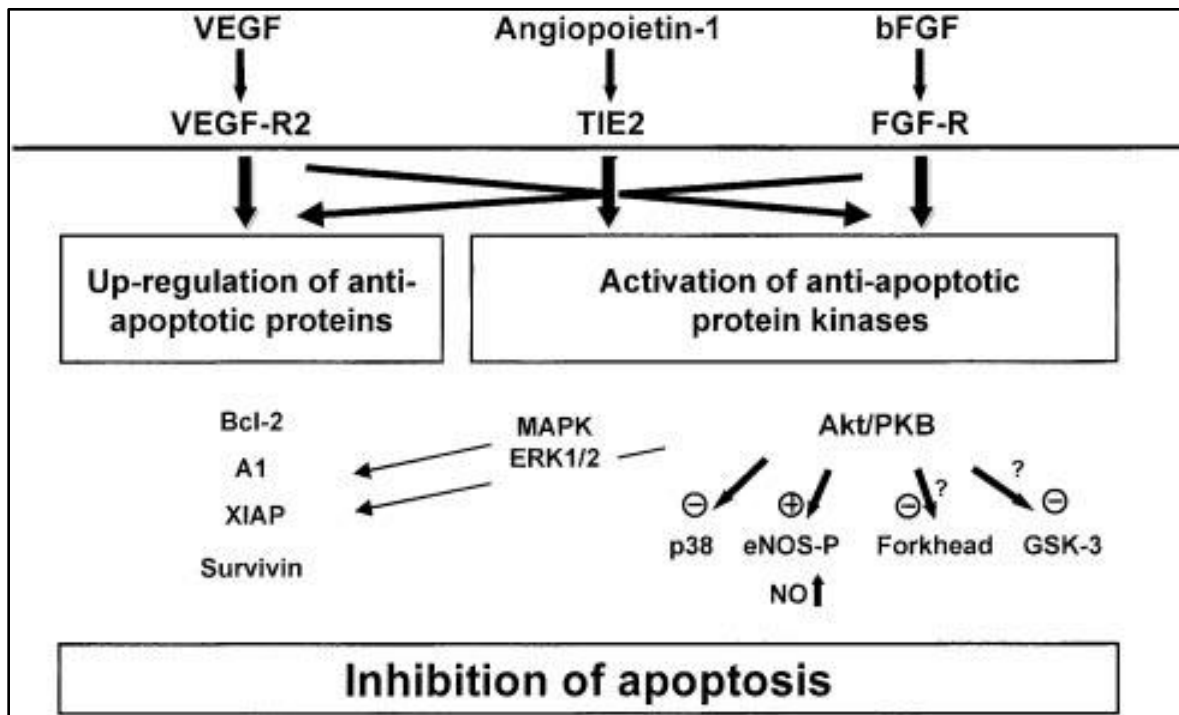 VEGF Angiopoietin-1 bFGF
VEGF-R2 TIE2 FGF-R
Up-regulation of anti-
apoptotic proteins
Activation of anti-apoptotic
protein kinases
Bcl-2
A1
XIAP
Survivin
MAPK
ERK1/2
Akt/PKB
? ?
⊖ ⊕ ⊖ ⊖
p38 eNOS-P Forkhead GSK-3
NO
Inhibition of apoptosis